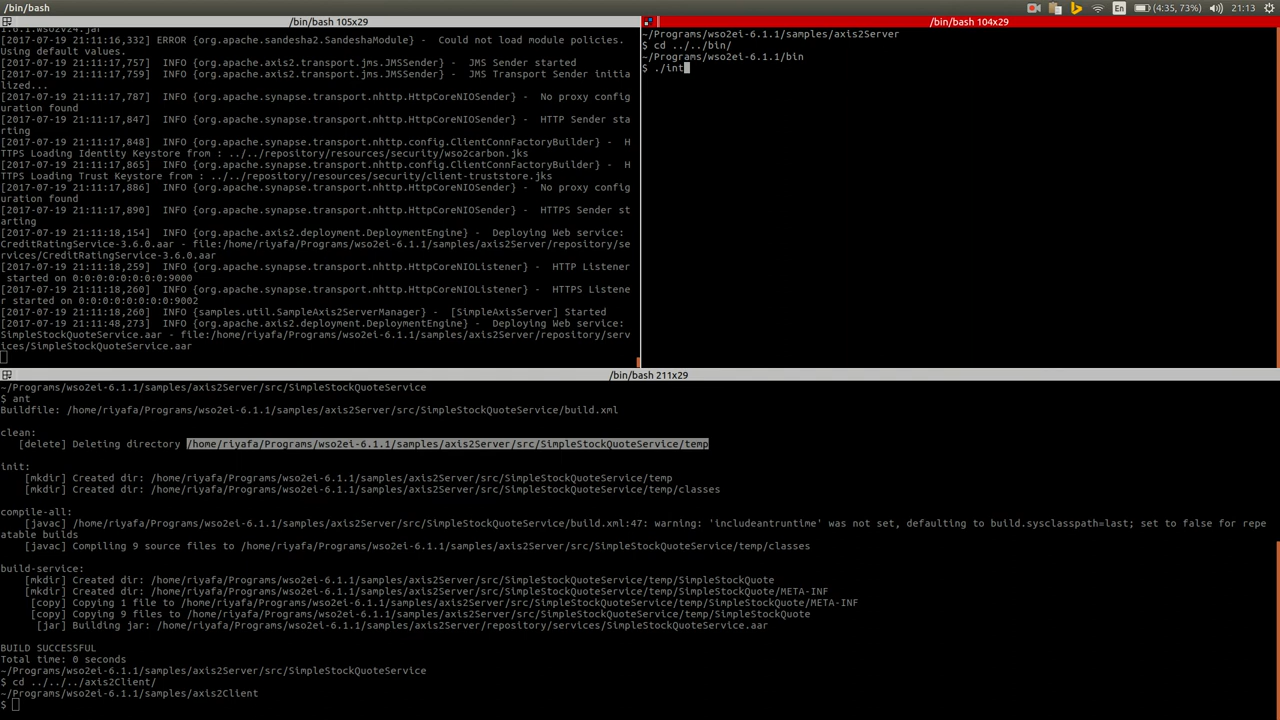 /bin/bash
En
(4:35, 73%)
21:13
/bin/bash 105x29
1.6.1.wso2v24.jar
[2017-07-19 21:11:16,332] ERROR {org.apache.sandesha2.SandeshaModule} -  Could not load module policies.
Using default values.
[2017-07-19 21:11:17,757]  INFO {org.apache.axis2.transport.jms.JMSSender} -  JMS Sender started
[2017-07-19 21:11:17,759]  INFO {org.apache.axis2.transport.jms.JMSSender} -  JMS Transport Sender initia
lized...
[2017-07-19 21:11:17,787]  INFO {org.apache.synapse.transport.nhttp.HttpCoreNIOSender} -  No proxy config
uration found
[2017-07-19 21:11:17,847]  INFO {org.apache.synapse.transport.nhttp.HttpCoreNIOSender} -  HTTP Sender sta
rting
[2017-07-19 21:11:17,848]  INFO {org.apache.synapse.transport.nhttp.config.ClientConnFactoryBuilder} -  H
TTPS Loading Identity Keystore from : ../../repository/resources/security/wso2carbon.jks
[2017-07-19 21:11:17,865]  INFO {org.apache.synapse.transport.nhttp.config.ClientConnFactoryBuilder} -  H
TTPS Loading Trust Keystore from : ../../repository/resources/security/client-truststore.jks
[2017-07-19 21:11:17,886]  INFO {org.apache.synapse.transport.nhttp.HttpCoreNIOSender} -  No proxy config
uration found
[2017-07-19 21:11:17,890]  INFO {org.apache.synapse.transport.nhttp.HttpCoreNIOSender} -  HTTPS Sender st
arting
[2017-07-19 21:11:18,154]  INFO {org.apache.axis2.deployment.DeploymentEngine} -  Deploying Web service:
CreditRatingService-3.6.0.aar - file:/home/riyafa/Programs/wso2ei-6.1.1/samples/axis2Server/repository/se
rvices/CreditRatingService-3.6.0.aar
[2017-07-19 21:11:18,259]  INFO {org.apache.synapse.transport.nhttp.HttpCoreNIOListener} -  HTTP Listener
 started on 0:0:0:0:0:0:0:0:9000
[2017-07-19 21:11:18,260]  INFO {org.apache.synapse.transport.nhttp.HttpCoreNIOListener} -  HTTPS Listene
r started on 0:0:0:0:0:0:0:0:9002
[2017-07-19 21:11:18,260]  INFO {samples.util.SampleAxis2ServerManager} -  [SimpleAxisServer] Started
[2017-07-19 21:11:48,273]  INFO {org.apache.axis2.deployment.DeploymentEngine} -  Deploying Web service:
SimpleStockQuoteService.aar - file:/home/riyafa/Programs/wso2ei-6.1.1/samples/axis2Server/repository/serv
ices/SimpleStockQuoteService.aar
/bin/bash 104x29
~/Programs/wso2ei-6.1.1/samples/axis2Server
$ cd ../../bin/
~/Programs/wso2ei-6.1.1/bin
$ ./int
/bin/bash 211x29
~/Programs/wso2ei-6.1.1/samples/axis2Server/src/SimpleStockQuoteService
$ ant
Buildfile: /home/riyafa/Programs/wso2ei-6.1.1/samples/axis2Server/src/SimpleStockQuoteService/build.xml
clean:
[delete] Deleting directory /home/riyafa/Programs/wso2ei-6.1.1/samples/axis2Server/src/SimpleStockQuoteService/temp
init:
[mkdir] Created dir: /home/riyafa/Programs/wso2ei-6.1.1/samples/axis2Server/src/SimpleStockQuoteService/temp
[mkdir] Created dir: /home/riyafa/Programs/wso2ei-6.1.1/samples/axis2Server/src/SimpleStockQuoteService/temp/classes
compile-all:
[javac] /home/riyafa/Programs/wso2ei-6.1.1/samples/axis2Server/src/SimpleStockQuoteService/build.xml:47: warning: 'includeantruntime' was not set, defaulting to build.sysclasspath=last; set to false for repe
atable builds
[javac] Compiling 9 source files to /home/riyafa/Programs/wso2ei-6.1.1/samples/axis2Server/src/SimpleStockQuoteService/temp/classes
build-service:
[mkdir] Created dir: /home/riyafa/Programs/wso2ei-6.1.1/samples/axis2Server/src/SimpleStockQuoteService/temp/SimpleStockQuote
[mkdir] Created dir: /home/riyafa/Programs/wso2ei-6.1.1/samples/axis2Server/src/SimpleStockQuoteService/temp/SimpleStockQuote/META-INF
[copy] Copying 1 file to /home/riyafa/Programs/wso2ei-6.1.1/samples/axis2Server/src/SimpleStockQuoteService/temp/SimpleStockQuote/META-INF
[copy] Copying 9 files to /home/riyafa/Programs/wso2ei-6.1.1/samples/axis2Server/src/SimpleStockQuoteService/temp/SimpleStockQuote
[jar] Building jar: /home/riyafa/Programs/wso2ei-6.1.1/samples/axis2Server/repository/services/SimpleStockQuoteService.aar
BUILD SUCCESSFUL
Total time: 0 seconds
~/Programs/wso2ei-6.1.1/samples/axis2Server/src/SimpleStockQuoteService
$ cd ../../../axis2Client/
~/Programs/wso2ei-6.1.1/samples/axis2Client
$